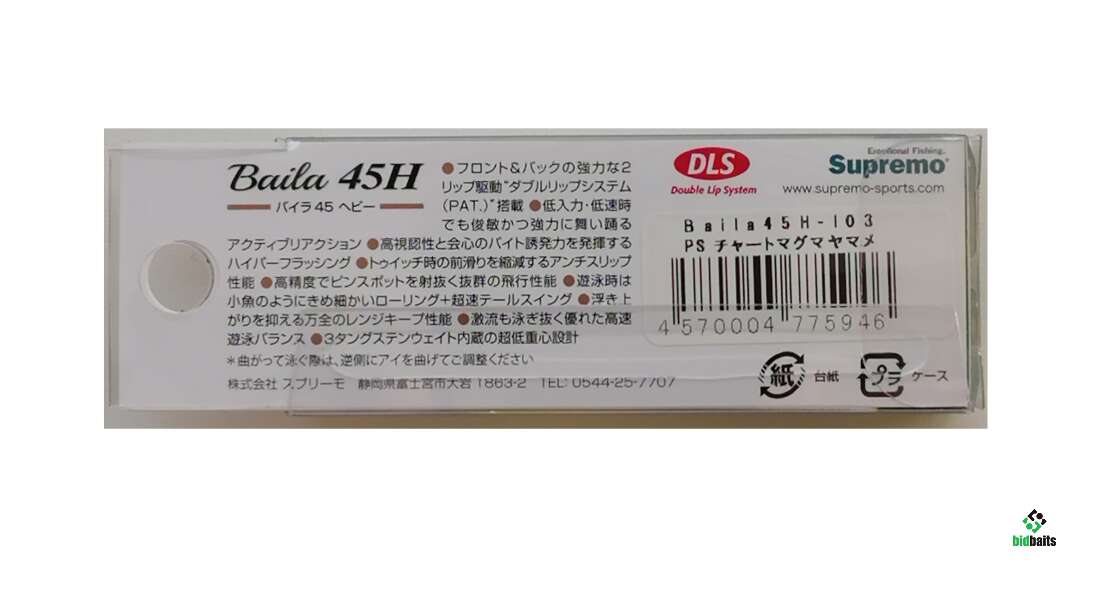 Baila 45H
バイラ 45 ヘビー
●フロント&バックの強力な2
リップ駆動"ダブルリップシステム
(PAT.)"搭載 ●低入力・低速時
でも俊敏かつ強力に舞い踊る
アクティブリアクション ●高視認性と会心のバイト誘発力を発揮する
ハイパーフラッシング ●トゥイッチ時の前滑りを縮減するアンチスリップ
性能 ●高精度でピンスポットを射抜く抜群の飛行性能 ●遊泳時は
小魚のようにきめ細かいローリング+超速テールスイング ●浮き上
がりを抑える万全のレンジキープ性能 ●激流も泳ぎ抜く優れた高速
遊泳バランス ●3タングステンウェイト内蔵の超低重心設計
*曲がって泳ぐ際は、逆側にアイを曲げてご調整ください
株式会社 スプリーモ 静岡県富士宮市大岩 1863-2 TEL: 0544-25-7707
DLS
Double Lip System
Exceptional Fishing.
Supremo
www.supremo-sports.com
Baila45H-I03
PS チャートマグマヤマメ
4 570004 775946
紙 台紙
プラ ケース
bidbaits